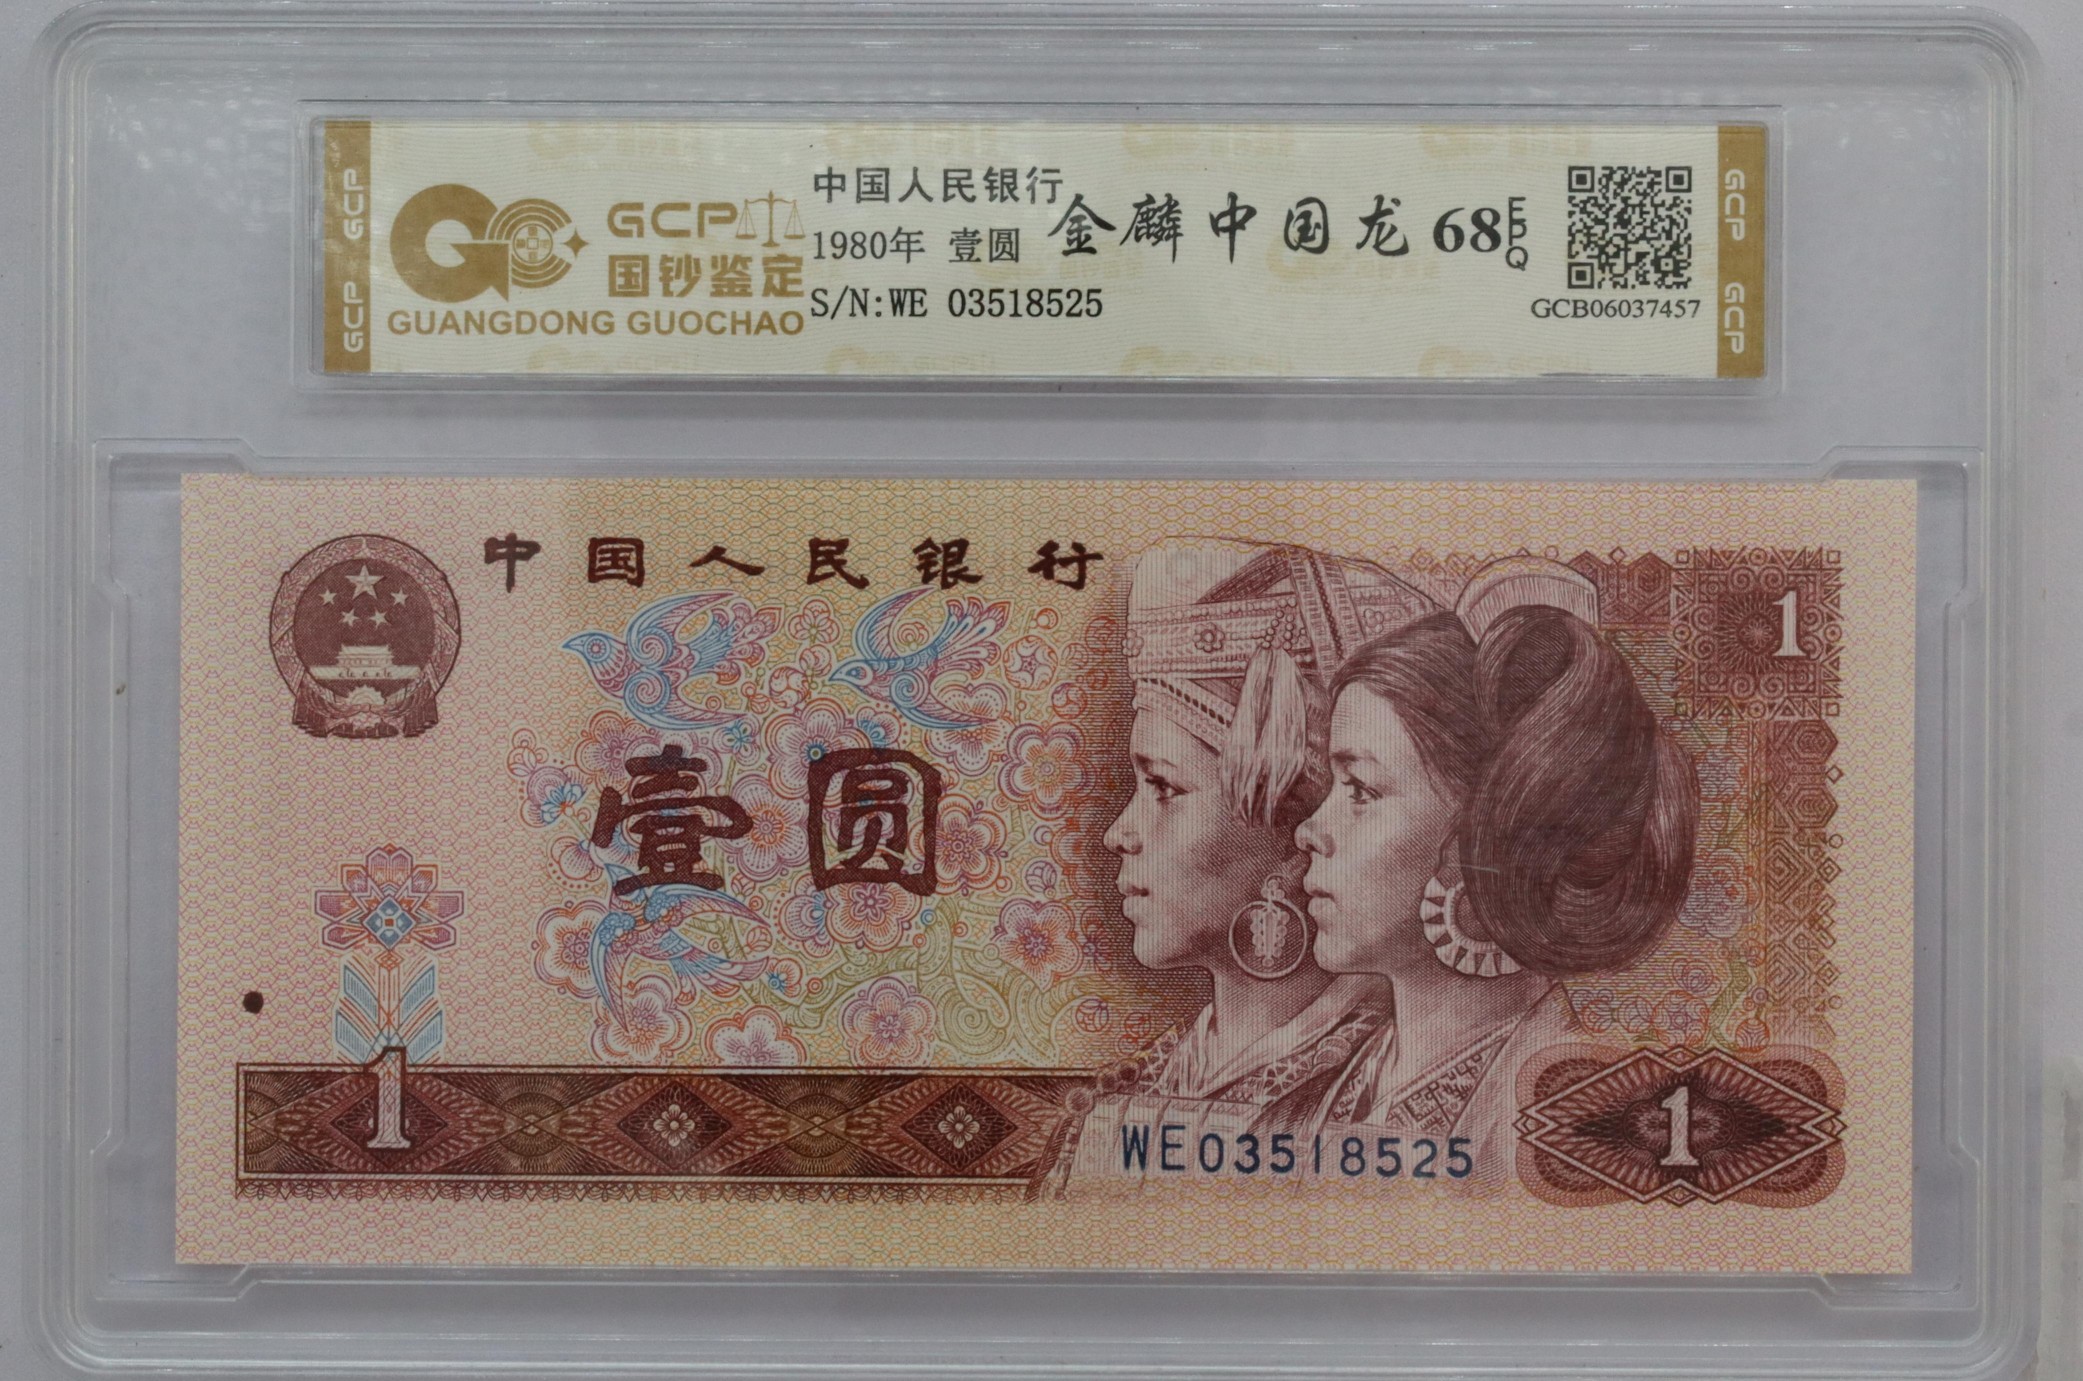 GCP GCP
GCP
国钞鉴定
GUANGDONG GUOCHAO
中国人民银行
1980年 壹圆
S/N:WE 03518525
金麟中国龙 68 EPQ
GCB06037457
GCP GCP
中国人民银行
1
壹圆
1
WE03518525
1